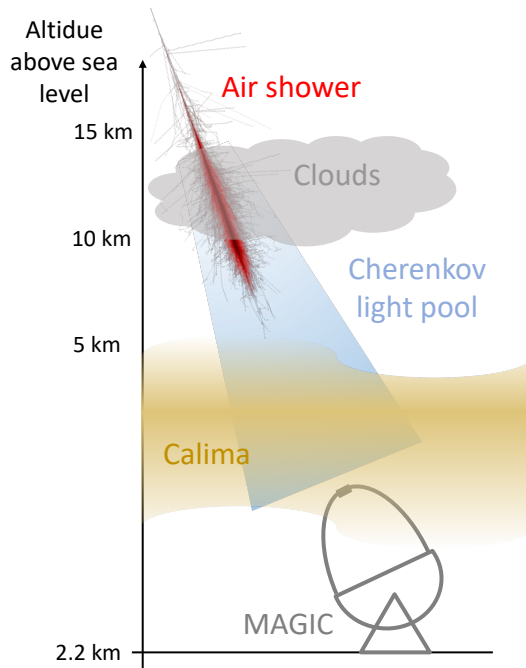 Altidue
above sea
level
Air shower
15 km
Clouds
10 km
Cherenkov
light pool
5 km
Calima
MAGIC
2.2 km